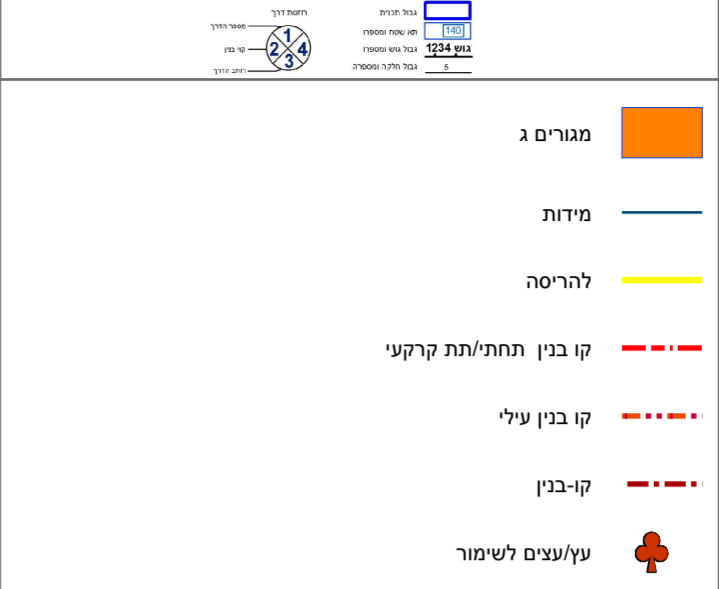 גבול תכנית
140 תא שטח ומספרו
גוש 1234 גבול גוש ומספרו
5 גבול חלקה ומספרה
רוזטת דרך
מספר הדרך
קוי בנין
רוחב הדרך
1
2 4
3
מגורים ג
מידות
להריסה
קו בנין תחתי/תת קרקעי
קו בנין עילי
קו-בנין
עץ/עצים לשימור